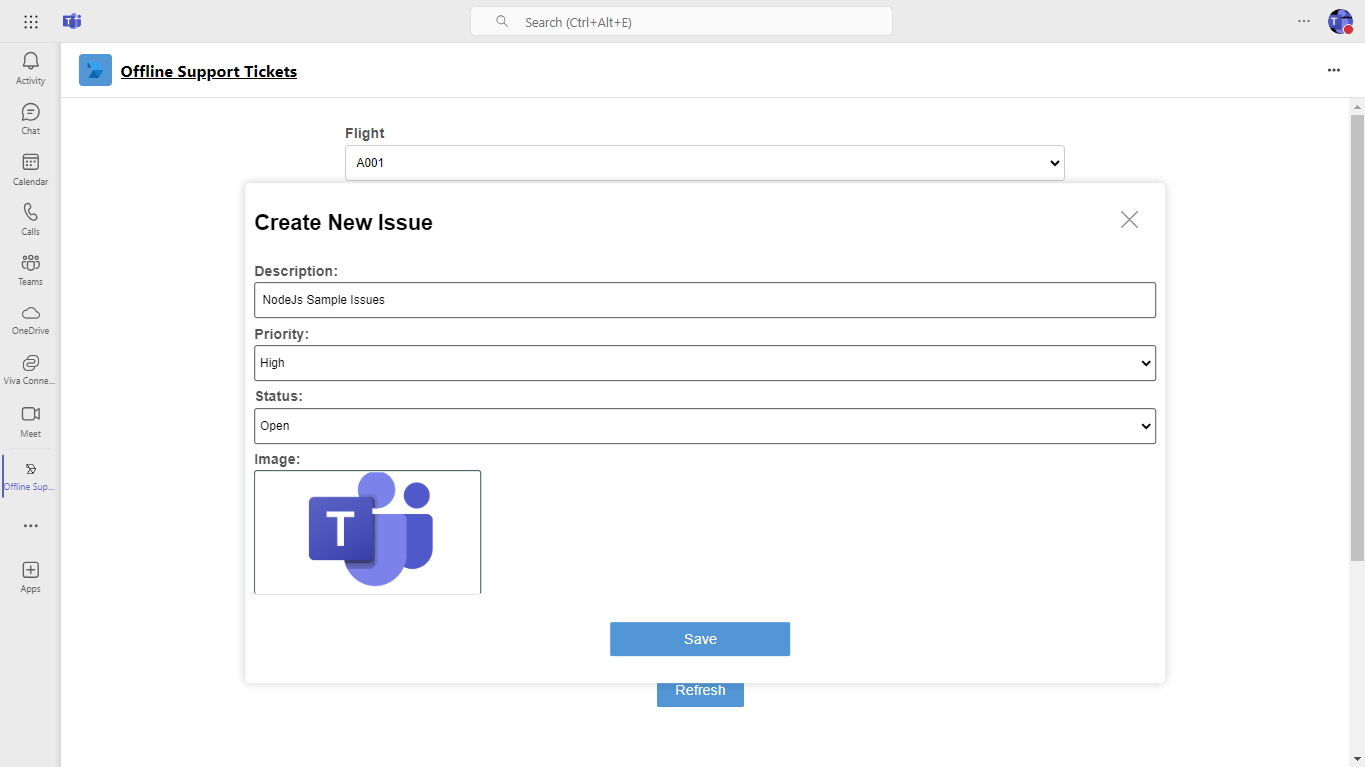 Search (Ctrl+Alt+E)
Activity
Chat
Calendar
Calls
Teams
OneDrive
Viva Conne...
Meet
Offline Sup...
Apps
Offline Support Tickets
Flight
A001
Create New Issue
Description:
NodeJs Sample Issues
Priority:
High
Status:
Open
Image:
T
Save
Refresh